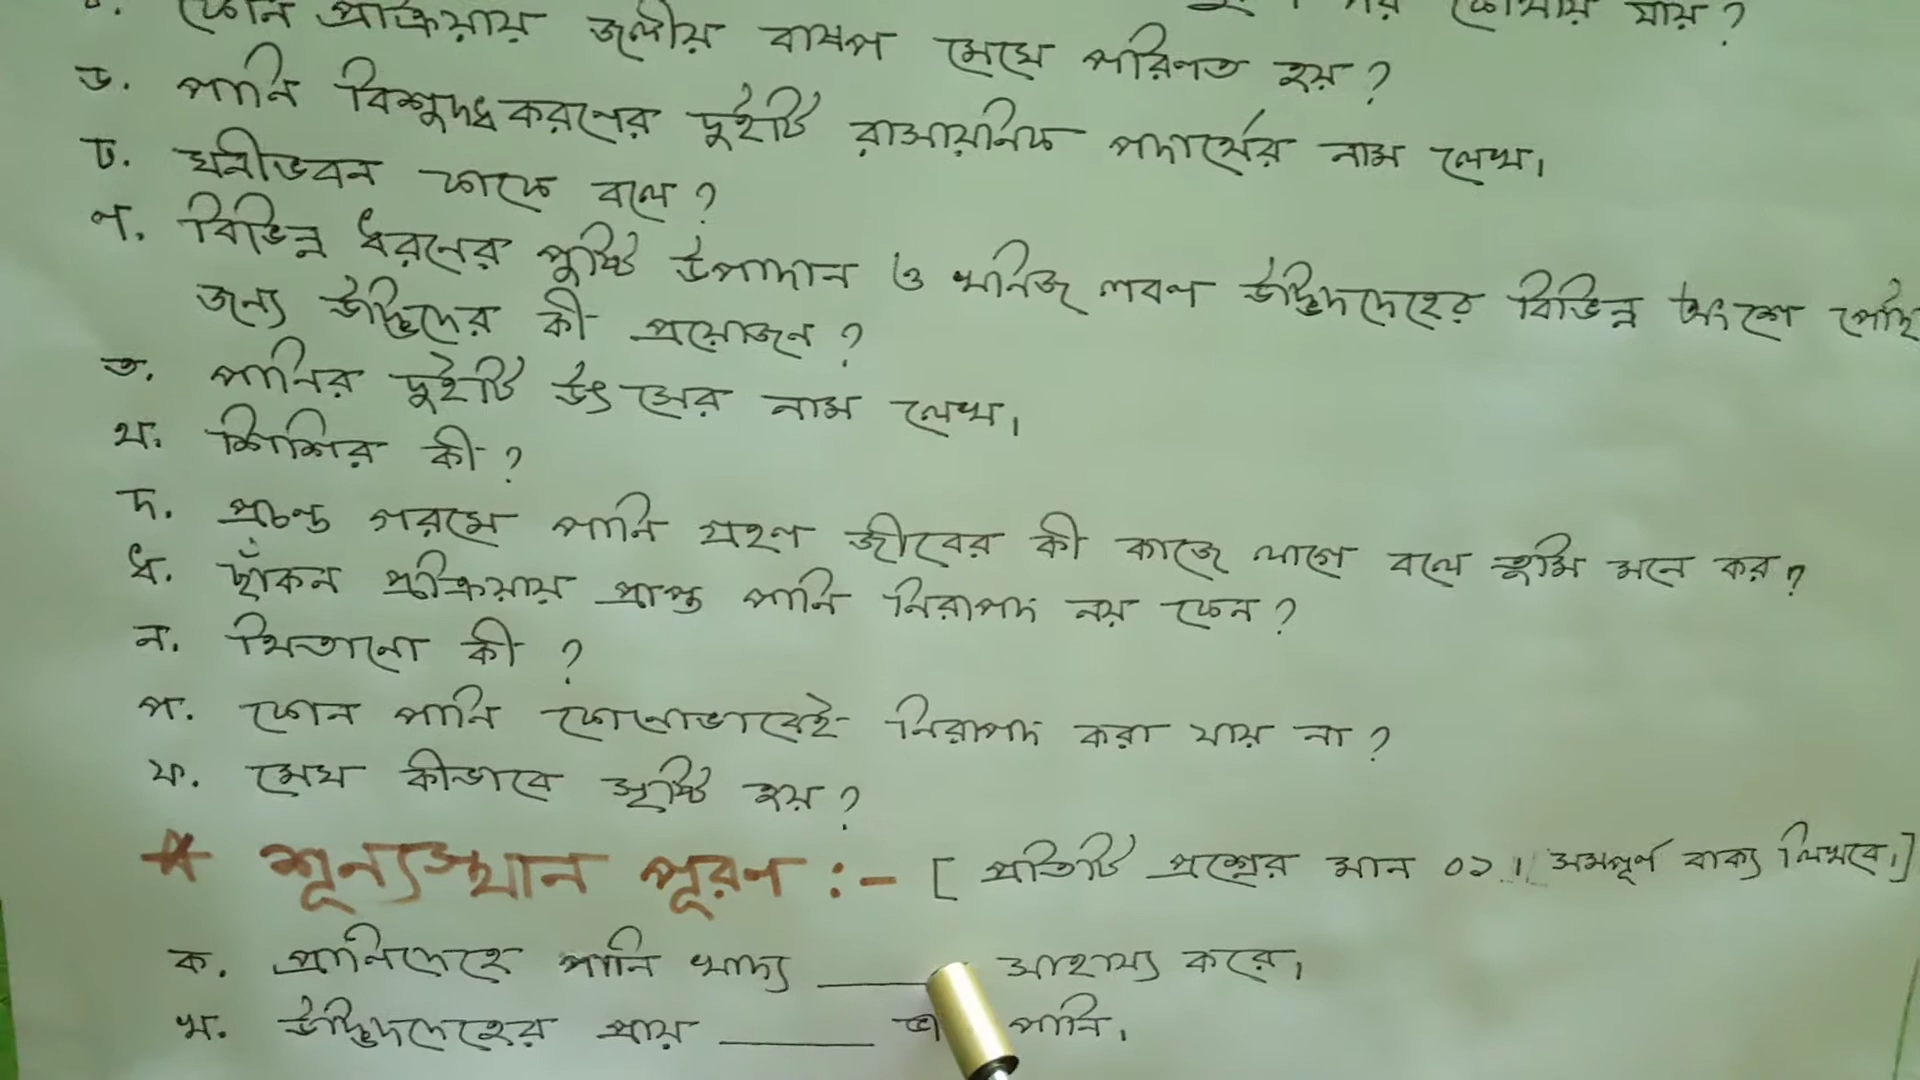 কোন প্রক্রিয়ায় জলীয় বাষ্প মেঘে পরিণত হয়?
যায়?
ড. পানি বিশুদ্ধকরণের দুইটি রাসায়নিক পদার্থের নাম লেখ।
ঢ. ঘনীভবন কাকে বলে?
ণ. বিভিন্ন ধরনের পুষ্টি উপাদান ও খনিজ লবণ উদ্ভিদদেহের বিভিন্ন অংশে
জন্য উদ্ভিদের কী প্রয়োজন?
ত. পানির দুইটি উৎসের নাম লেখ।
থ. শিশির কী?
দ. প্রচন্ড গরমে পানি গ্রহণ জীবের কী কাজে লাগে বলে তুমি মনে কর?
ধ. ছাঁকন প্রক্রিয়ায় প্রাপ্ত পানি নিরাপদ নয় কেন?
ন. থিতানো কী?
প. কোন পানি কোনোভাবেই নিরাপদ করা যায় না?
ফ. মেঘ কীভাবে সৃষ্টি হয়?
* শূন্যস্থান পূরণ :- [ প্রতিটি প্রশ্নের মান ০১। সম্পূর্ণ বাক্য লিখবে।]
ক. প্রানিদেহে পানি খাদ্য ______ সাহায্য করে।
খ. উদ্ভিদদেহের প্রায় ______ পানি।